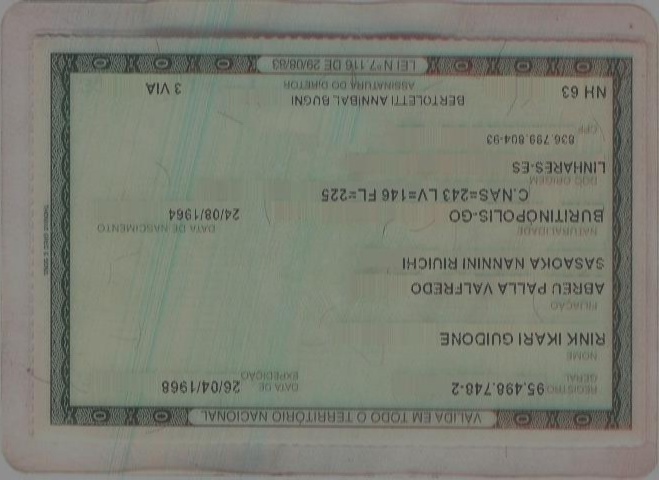 VALIDA EM TODO O TERRITÓRIO NACIONAL
REGISTRO GERAL 95.498.748-2 DATA DE EXPEDIÇÃO 26/04/1968
NOME
RINK IKARI GUIDONE
FILIAÇÃO
ABREU PALLA VALFREDO
SASAOKA NANNINI RIUICHI
NATURALIDADE DATA DE NASCIMENTO
BURITINÓPOLIS-GO 24/08/1964
DOC ORIGEM C.NAS=243 LV=146 FL=225
LINHARES-ES
CPF 836.799.804-93
BERTOLETTI ANNIBAL BUGNI
NH 63 ASSINATURA DO DIRETOR 3 VIA
LEI Nº 7.116 DE 29/08/83